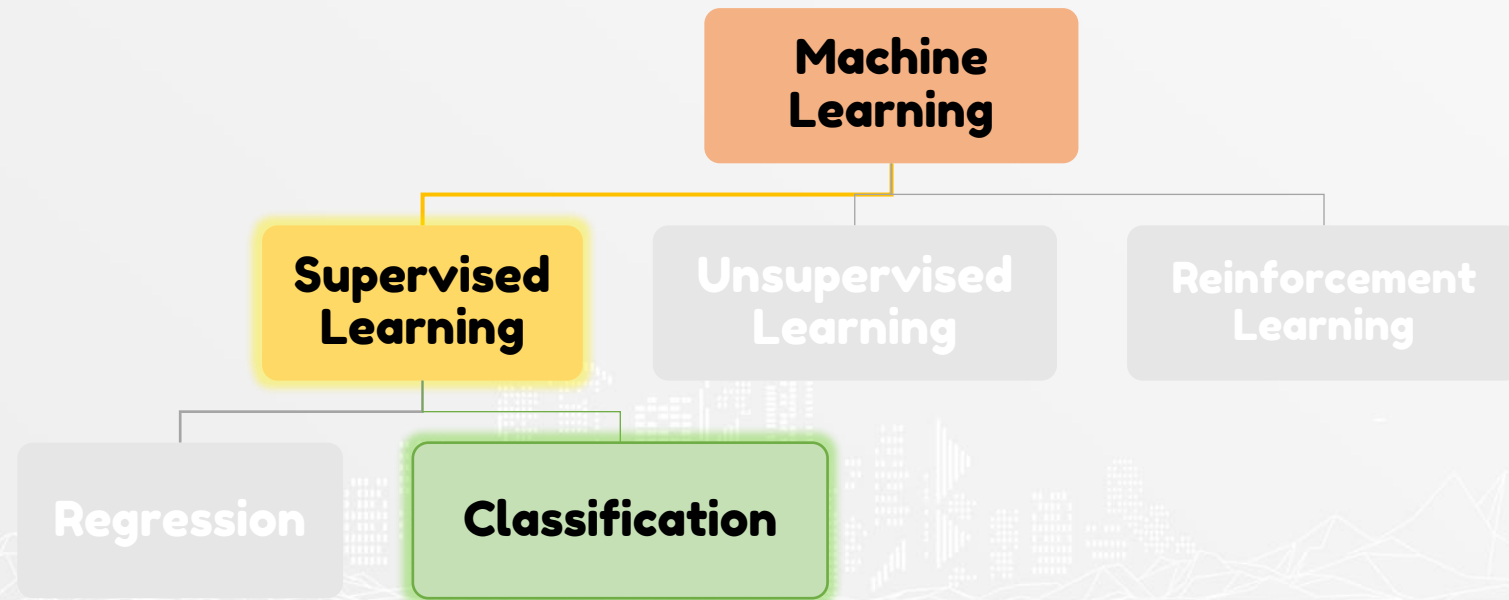 Machine
Learning
Supervised
Learning
Unsupervised
Learning
Reinforcement
Learning
Regression
Classification